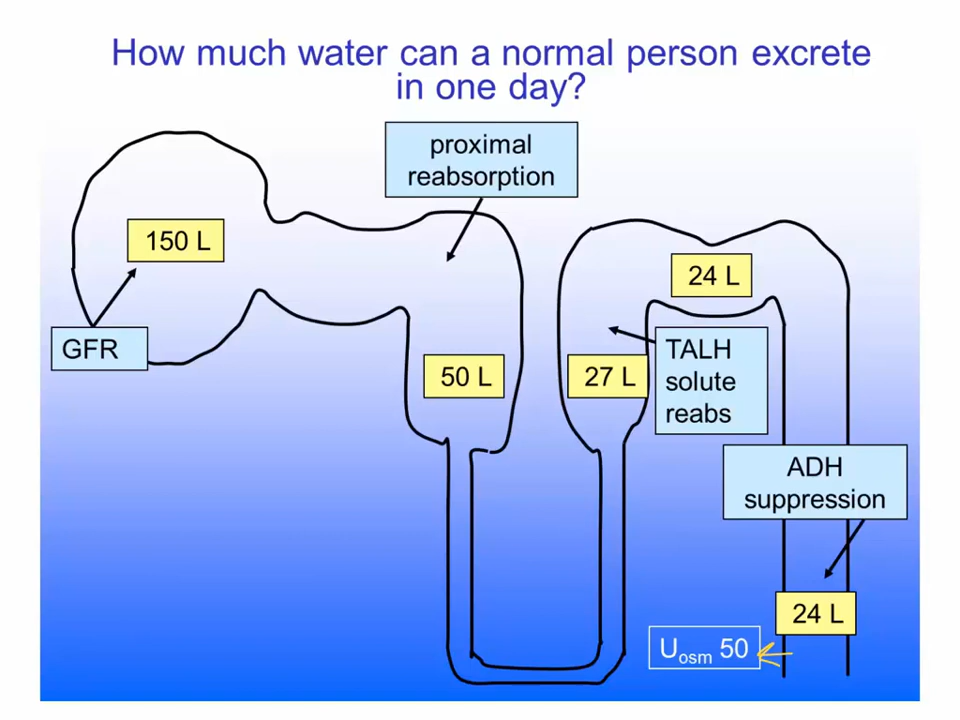 How much water can a normal person excrete
in one day?
proximal
reabsorption
150 L
24 L
GFR
50 L
27 L
TALH
solute
reabs
ADH
suppression
24 L
Uosm 50